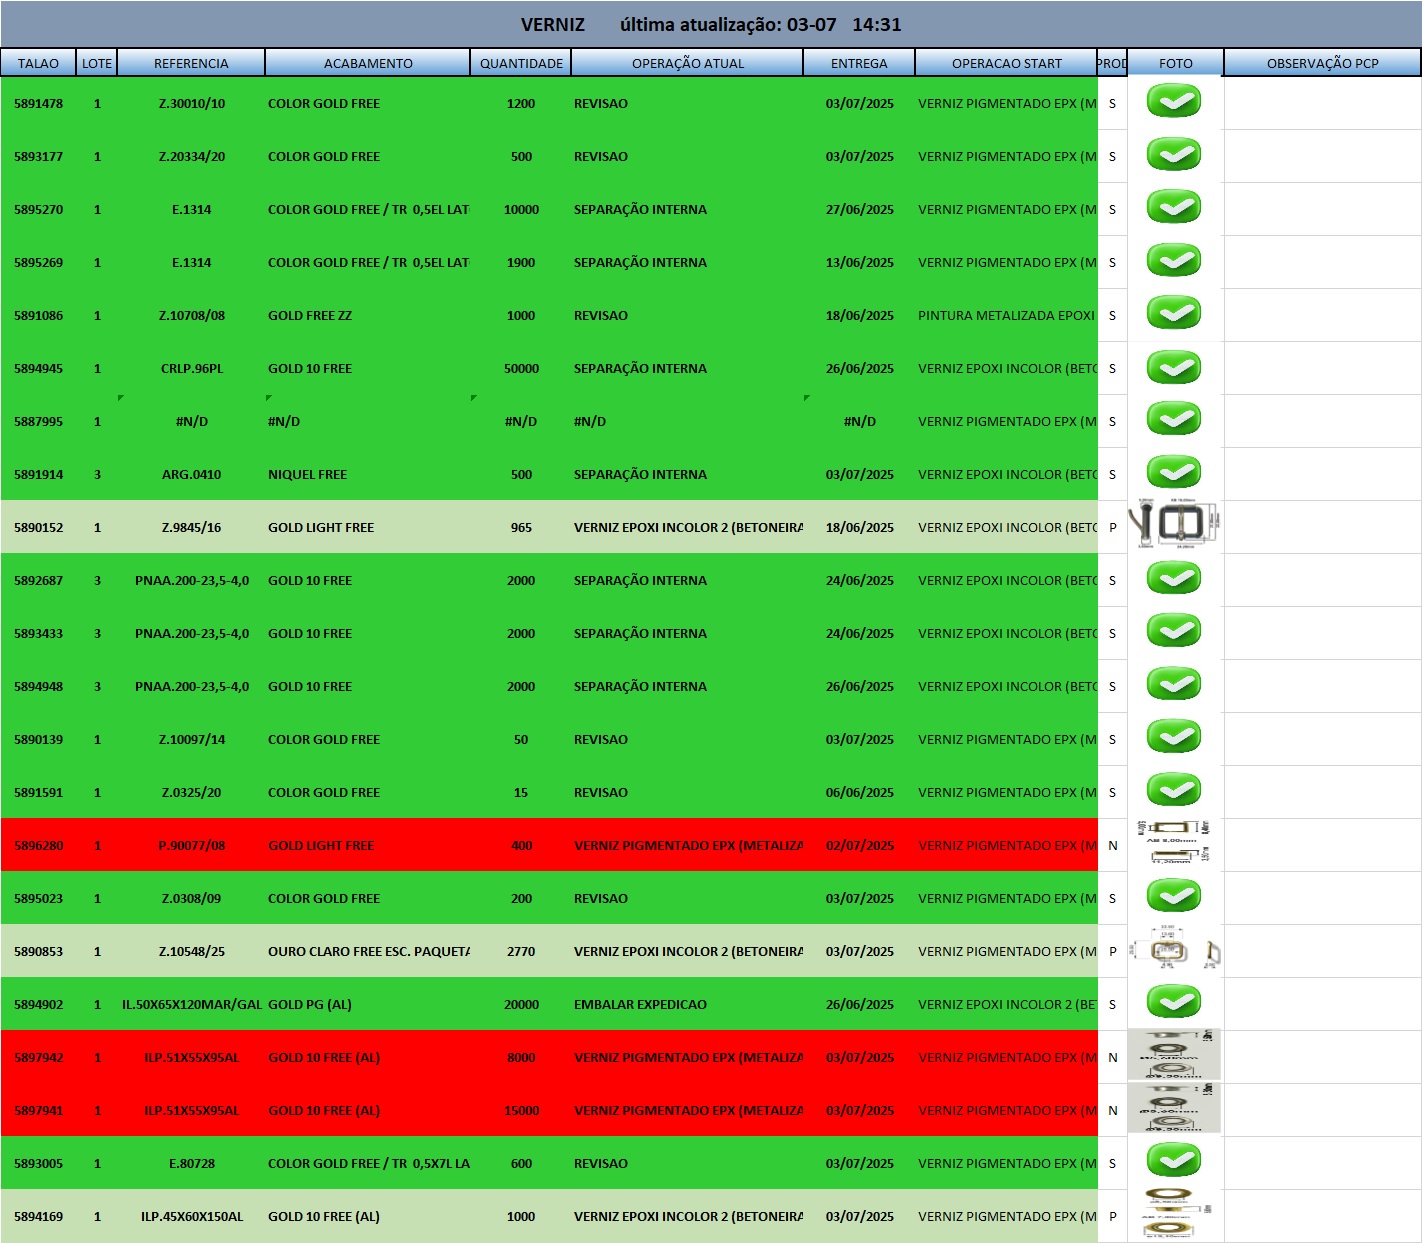 VERNIZ última atualização: 03-07 14:31
TALAO LOTE REFERENCIA ACABAMENTO QUANTIDADE OPERAÇÃO ATUAL ENTREGA OPERACAO START PROD FOTO OBSERVAÇÃO PCP
5891478 1 Z.30010/10 COLOR GOLD FREE 1200 REVISAO 03/07/2025 VERNIZ PIGMENTADO EPX (M S
5893177 1 Z.20334/20 COLOR GOLD FREE 500 REVISAO 03/07/2025 VERNIZ PIGMENTADO EPX (M S
5895270 1 E.1314 COLOR GOLD FREE / TR 0,5EL LAT 10000 SEPARAÇÃO INTERNA 27/06/2025 VERNIZ PIGMENTADO EPX (M S
5895269 1 E.1314 COLOR GOLD FREE / TR 0,5EL LAT 1900 SEPARAÇÃO INTERNA 13/06/2025 VERNIZ PIGMENTADO EPX (M S
5891086 1 Z.10708/08 GOLD FREE ZZ 1000 REVISAO 18/06/2025 PINTURA METALIZADA EPOXI S
5894945 1 CRLP.96PL GOLD 10 FREE 50000 SEPARAÇÃO INTERNA 26/06/2025 VERNIZ EPOXI INCOLOR (BETO S
5887995 1 #N/D #N/D #N/D #N/D #N/D VERNIZ PIGMENTADO EPX (M S
5891914 3 ARG.0410 NIQUEL FREE 500 SEPARAÇÃO INTERNA 03/07/2025 VERNIZ EPOXI INCOLOR (BETO S
5890152 1 Z.9845/16 GOLD LIGHT FREE 965 VERNIZ EPOXI INCOLOR 2 (BETONEIRA 18/06/2025 VERNIZ EPOXI INCOLOR (BETO P
5892687 3 PNAA.200-23,5-4,0 GOLD 10 FREE 2000 SEPARAÇÃO INTERNA 24/06/2025 VERNIZ EPOXI INCOLOR (BETO S
5893433 3 PNAA.200-23,5-4,0 GOLD 10 FREE 2000 SEPARAÇÃO INTERNA 24/06/2025 VERNIZ EPOXI INCOLOR (BETO S
5894948 3 PNAA.200-23,5-4,0 GOLD 10 FREE 2000 SEPARAÇÃO INTERNA 26/06/2025 VERNIZ EPOXI INCOLOR (BETO S
5890139 1 Z.10097/14 COLOR GOLD FREE 50 REVISAO 03/07/2025 VERNIZ PIGMENTADO EPX (M S
5891591 1 Z.0325/20 COLOR GOLD FREE 15 REVISAO 06/06/2025 VERNIZ PIGMENTADO EPX (M S
5896280 1 P.90077/08 GOLD LIGHT FREE 400 VERNIZ PIGMENTADO EPX (METALIZA 02/07/2025 VERNIZ PIGMENTADO EPX (M N
5895023 1 Z.0308/09 COLOR GOLD FREE 200 REVISAO 03/07/2025 VERNIZ PIGMENTADO EPX (M S
5890853 1 Z.10548/25 OURO CLARO FREE ESC. PAQUETA 2770 VERNIZ EPOXI INCOLOR 2 (BETONEIRA 03/07/2025 VERNIZ PIGMENTADO EPX (M P
5894902 1 IL.50X65X120MAR/GAL GOLD PG (AL) 20000 EMBALAR EXPEDICAO 26/06/2025 VERNIZ EPOXI INCOLOR 2 (BE S
5897942 1 ILP.51X55X95AL GOLD 10 FREE (AL) 8000 VERNIZ PIGMENTADO EPX (METALIZA 03/07/2025 VERNIZ PIGMENTADO EPX (M N
5897941 1 ILP.51X55X95AL GOLD 10 FREE (AL) 15000 VERNIZ PIGMENTADO EPX (METALIZA 03/07/2025 VERNIZ PIGMENTADO EPX (M N
5893005 1 E.80728 COLOR GOLD FREE / TR 0,5X7L LA 600 REVISAO 03/07/2025 VERNIZ PIGMENTADO EPX (M S
5894169 1 ILP.45X60X150AL GOLD 10 FREE (AL) 1000 VERNIZ EPOXI INCOLOR 2 (BETONEIRA 03/07/2025 VERNIZ PIGMENTADO EPX (M P